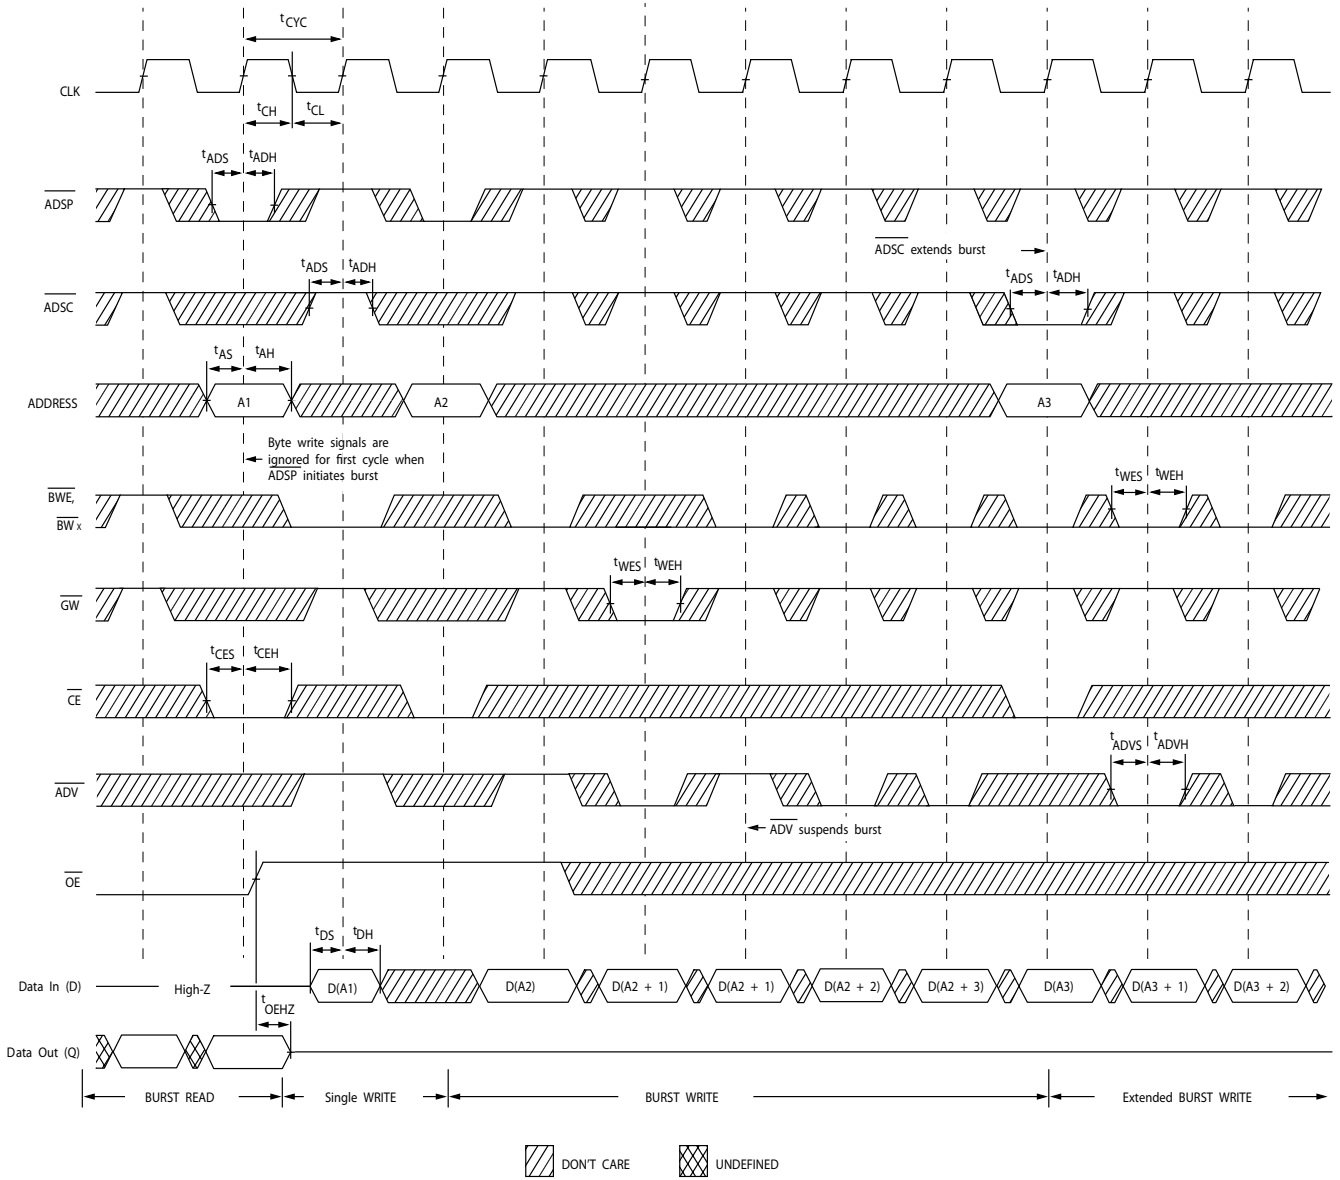 tCYC
CLK
tCH
tCL
tADS
tADH
ADSP
ADSC extends burst
tADS
tADH
tADS
tADH
ADSC
tAS
tAH
ADDRESS
A1
A2
A3
Byte write signals are
ignored for first cycle when
ADSP initiates burst
BWE,
BW x
tWES
tWEH
tWES
tWEH
GW
tCES
tCEH
CE
tADVS
tADVH
ADV
ADV suspends burst
OE
tDS
tDH
Data In (D)
High-Z
D(A1)
D(A2)
D(A2 + 1)
D(A2 + 1)
D(A2 + 2)
D(A2 + 3)
D(A3)
D(A3 + 1)
D(A3 + 2)
tOEHZ
Data Out (Q)
BURST READ
Single WRITE
BURST WRITE
Extended BURST WRITE
DON'T CARE
UNDEFINED